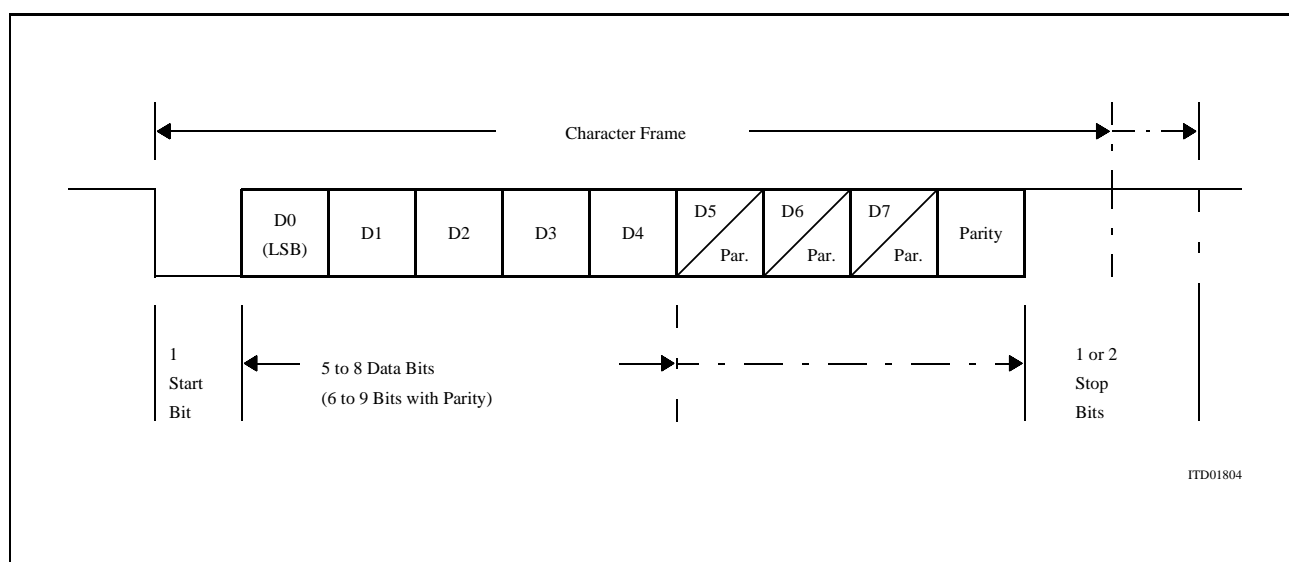 Character Frame
D0
(LSB)
D1
D2
D3
D4
D5
Par.
D6
Par.
D7
Par.
Parity
1
Start
Bit
5 to 8 Data Bits
(6 to 9 Bits with Parity)
1 or 2
Stop
Bits
ITD01804